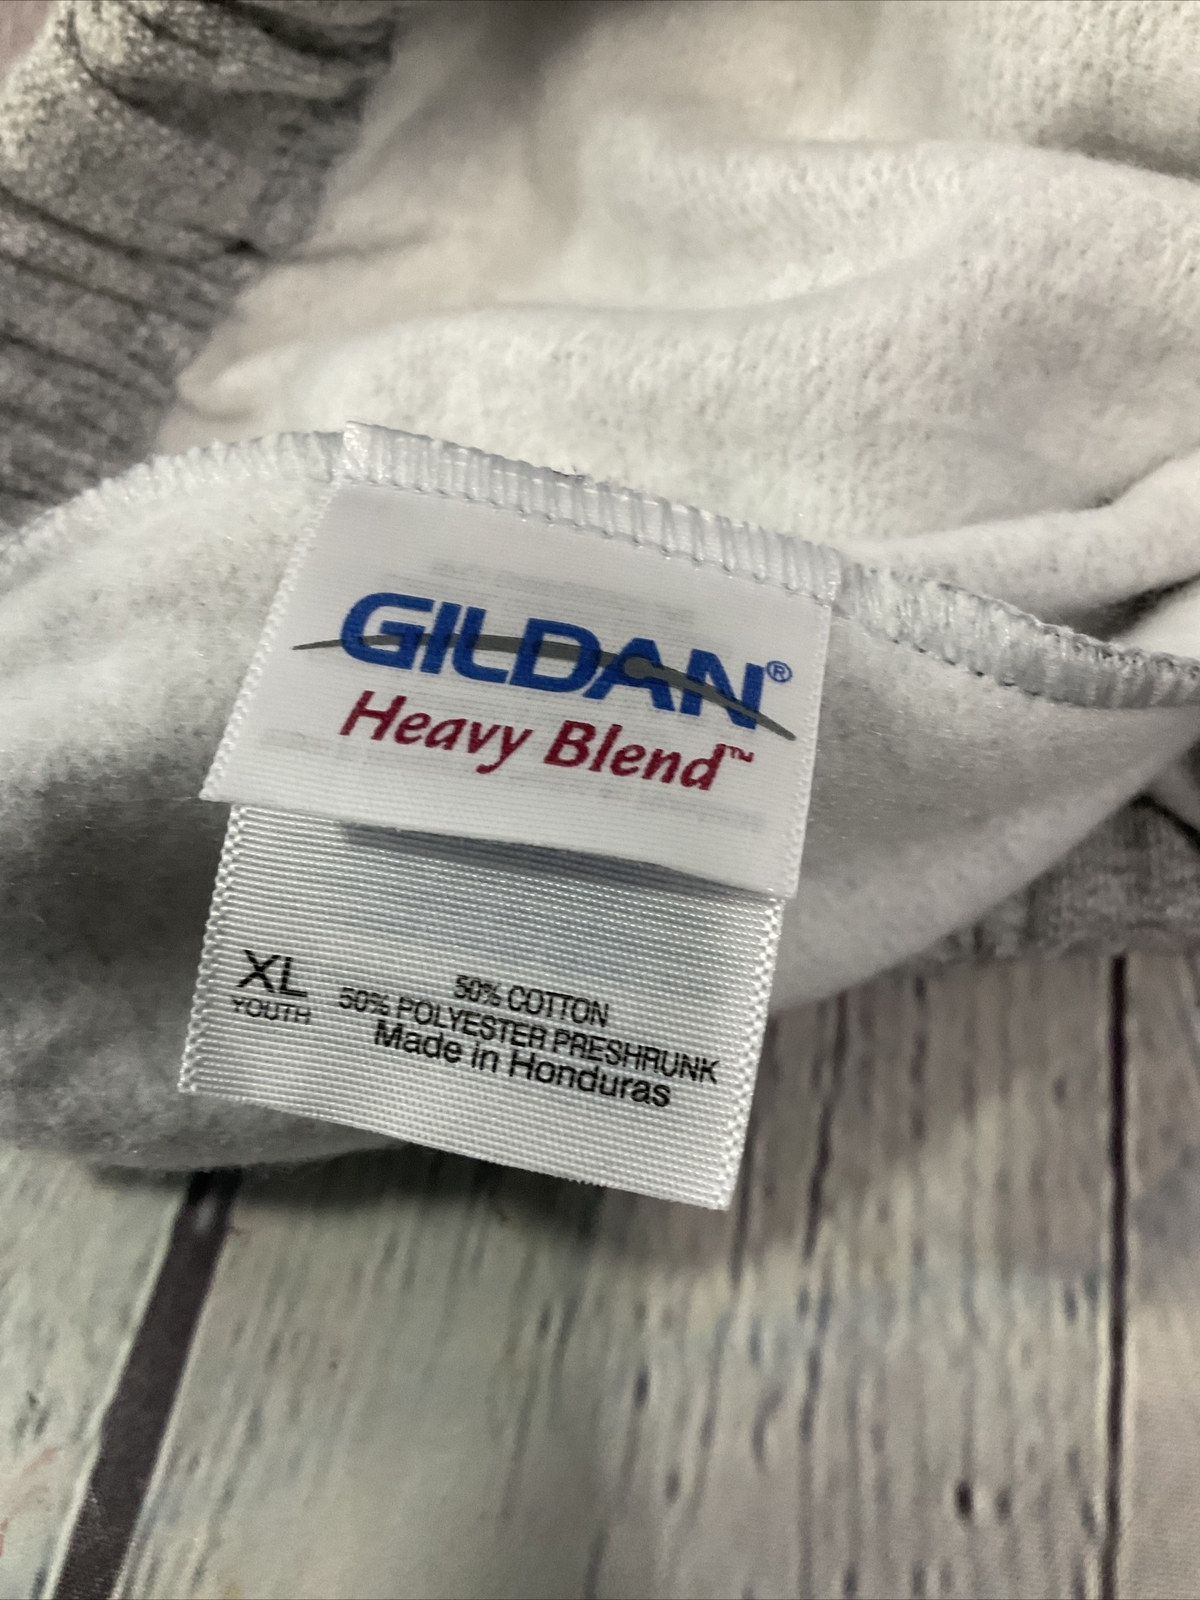 GILDAN®
Heavy Blend™
XL
YOUTH
50% COTTON
50% POLYESTER PRESHRUNK
Made in Honduras